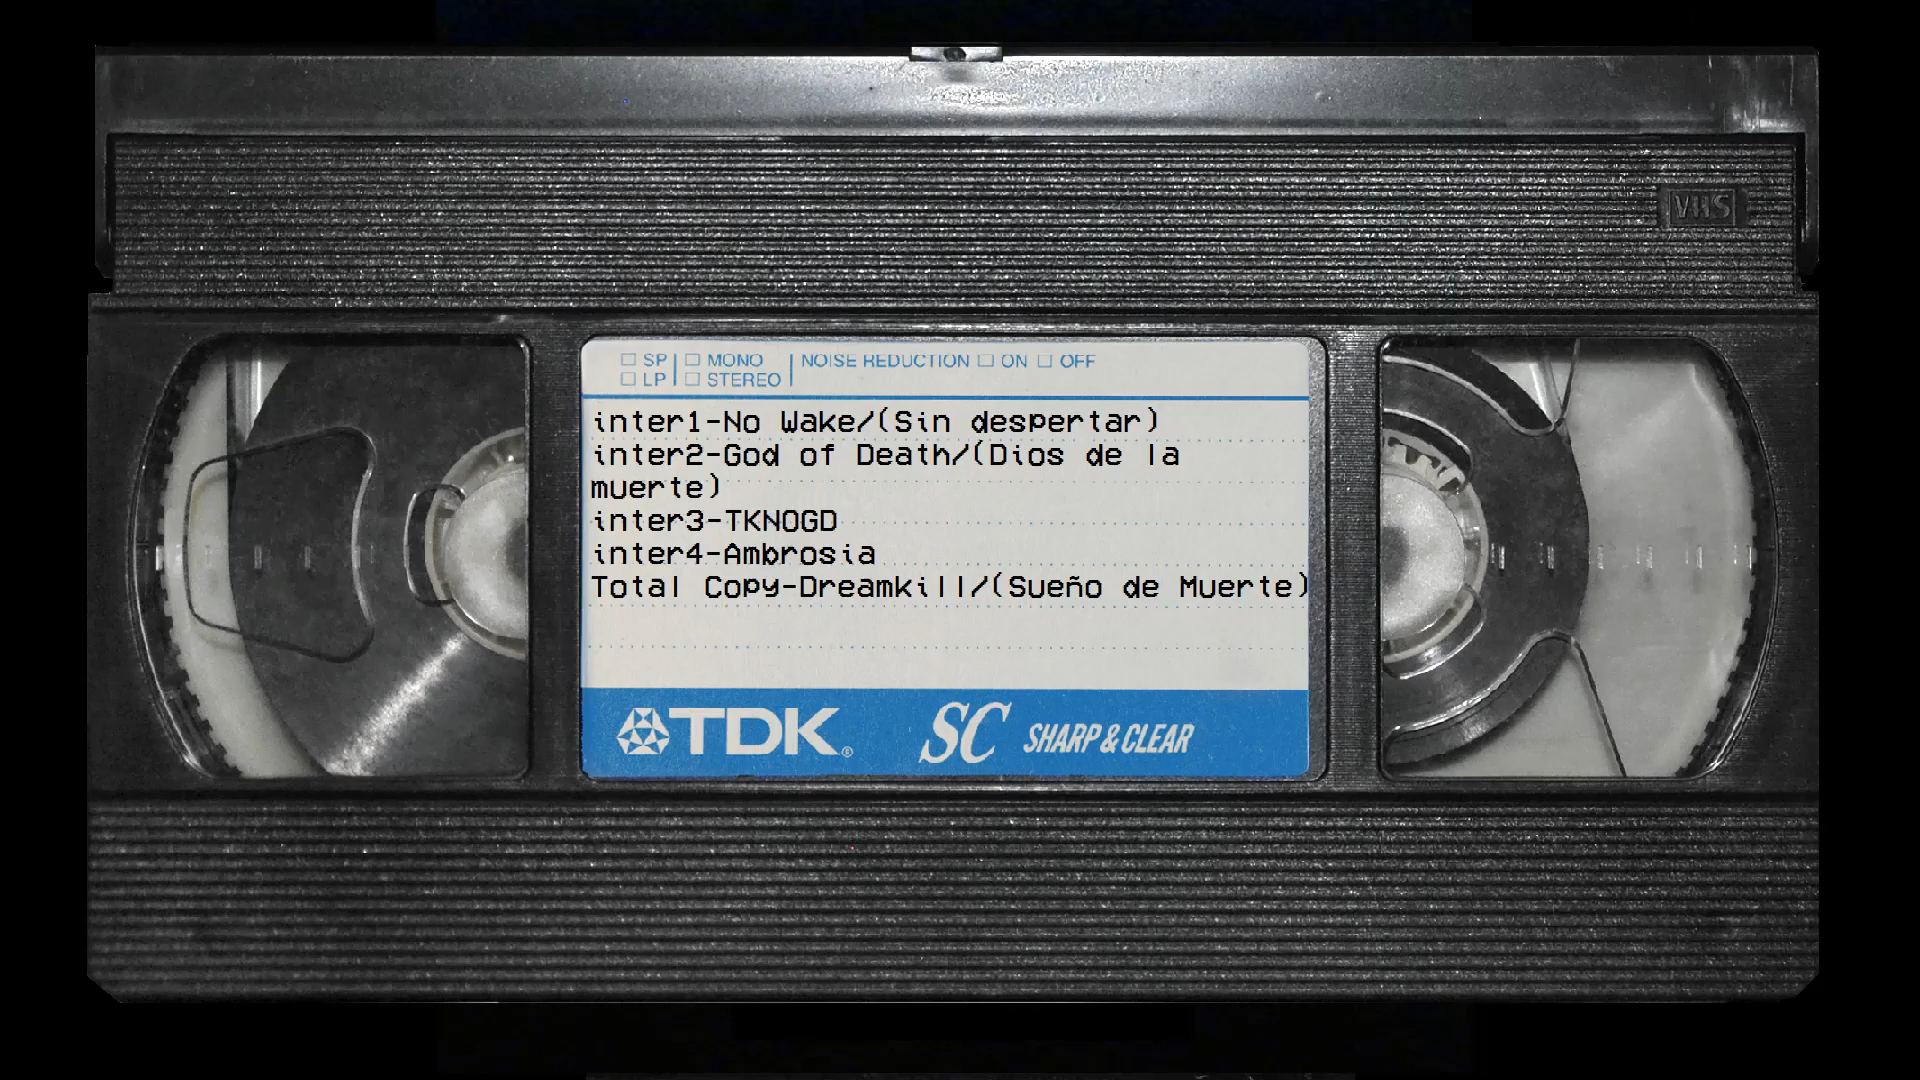 VHS
□ SP | □ MONO | NOISE REDUCTION □ ON □ OFF
□ LP | □ STEREO |
inter1-No Wake/(Sin despertar)
inter2-God of Death/(Dios de la
muerte)
inter3-TKNOGD
inter4-Ambrosia
Total Copy-Dreamkill/(Sueño de Muerte)
TDK® SC SHARP & CLEAR